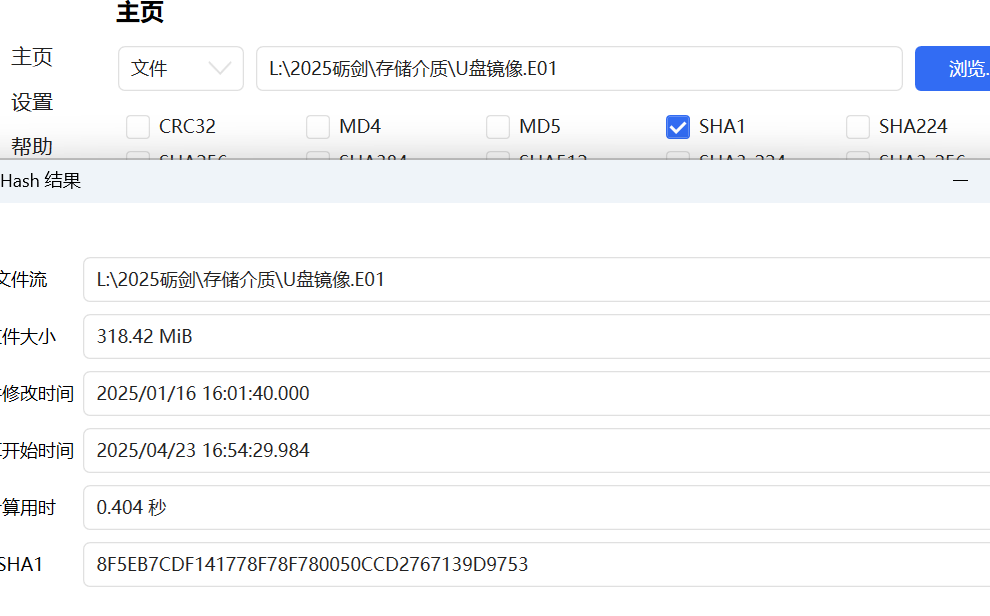 主页
主页
文件
L:\2025砺剑\存储介质\U盘镜像.E01
浏览.
设置
CRC32
MD4
MD5
SHA1
SHA224
帮助
Hash 结果
文件流
L:\2025砺剑\存储介质\U盘镜像.E01
件大小
318.42 MiB
修改时间
2025/01/16 16:01:40.000
开始时间
2025/04/23 16:54:29.984
算用时
0.404 秒
SHA1
8F5EB7CDF141778F78F780050CCD2767139D9753